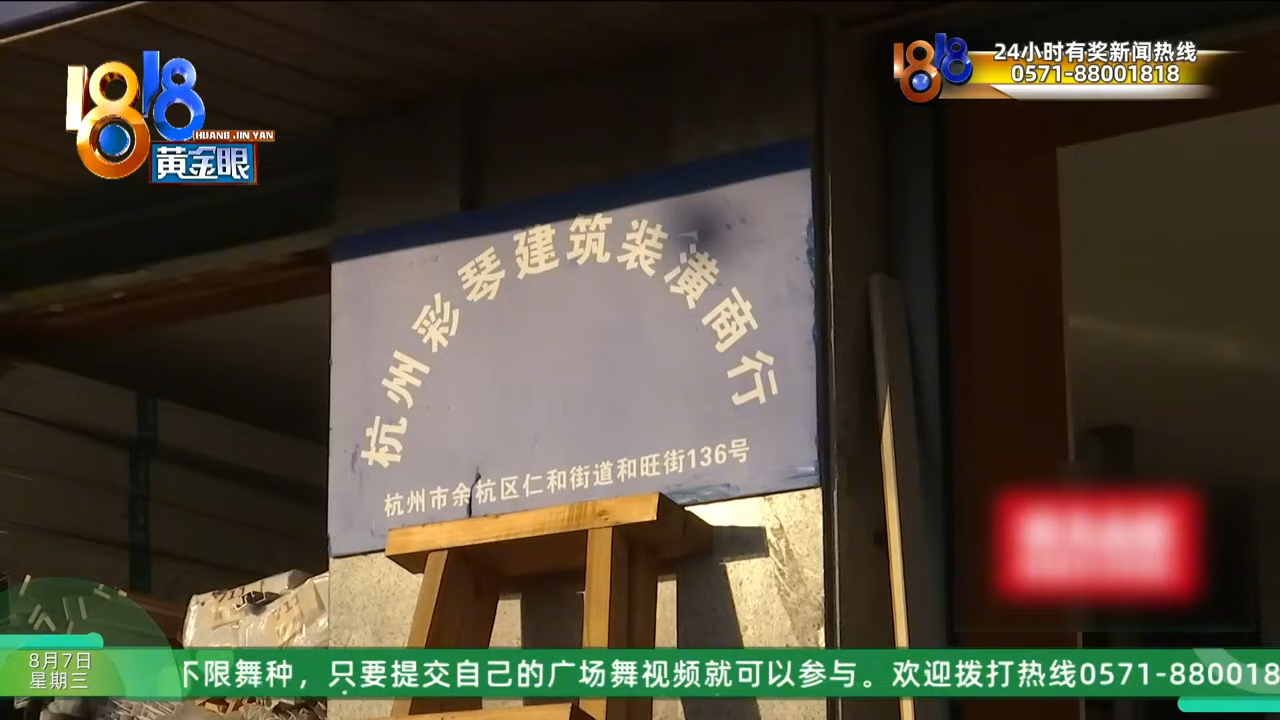 1818
HUANG JIN YAN
黄金眼
1818
24小时有奖新闻热线
0571-88001818
杭州彩琴建筑装潢商行
杭州市余杭区仁和街道和旺街136号
8月7日
星期三
不限舞种，只要提交自己的广场舞视频就可以参与。欢迎拨打热线0571-880018